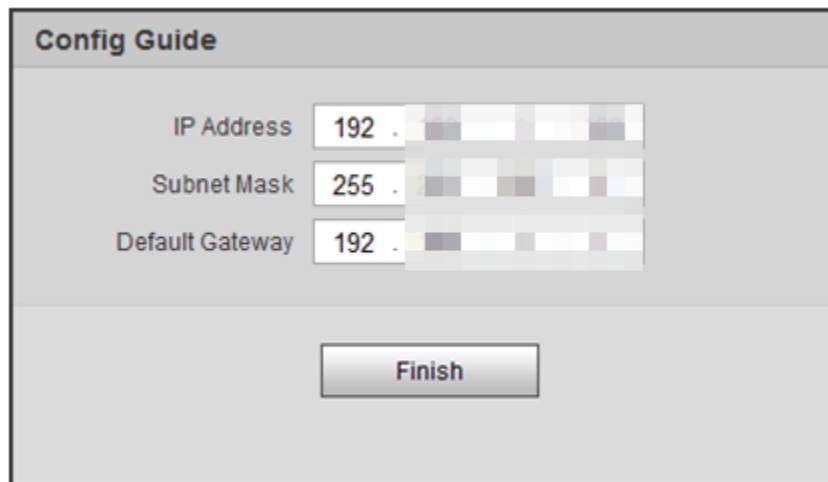 Config Guide
IP Address 192 .
Subnet Mask 255 .
Default Gateway 192 .
Finish